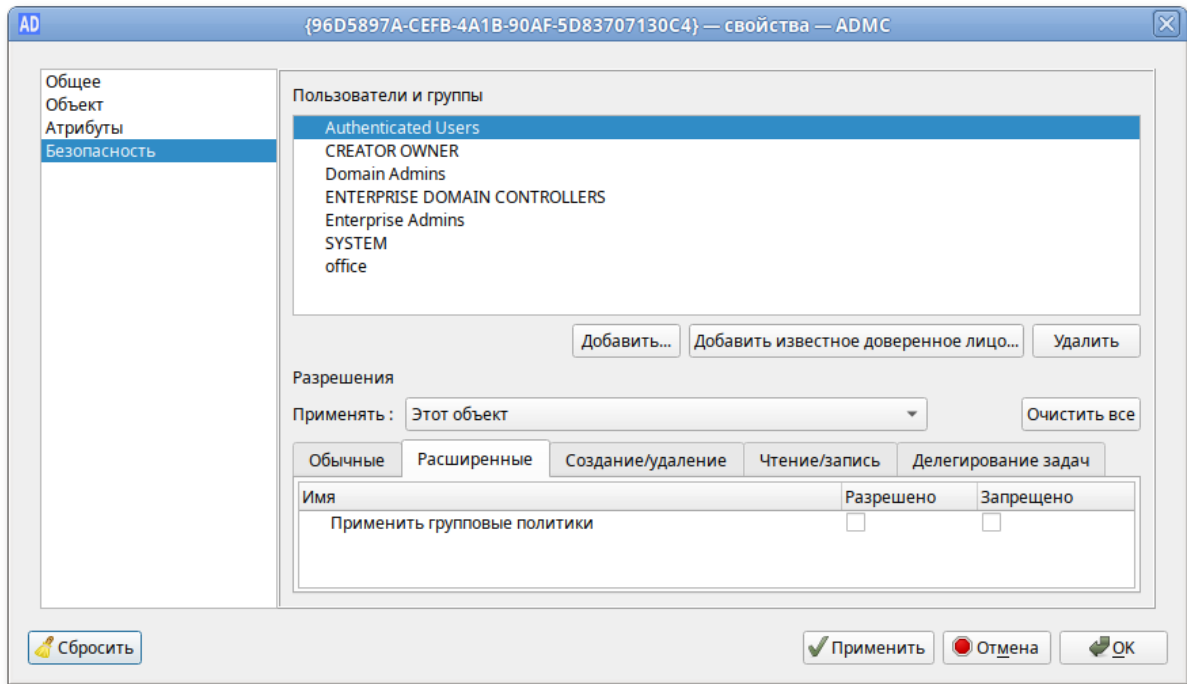 AD {96D5897A-CEFB-4A1B-90AF-5D83707130C4} — свойства — ADMC
Общее
Объект
Атрибуты
Безопасность
Пользователи и группы
Authenticated Users
CREATOR OWNER
Domain Admins
ENTERPRISE DOMAIN CONTROLLERS
Enterprise Admins
SYSTEM
office
Добавить... Добавить известное доверенное лицо... Удалить
Разрешения
Применять : Этот объект Очистить все
Обычные Расширенные Создание/удаление Чтение/запись Делегирование задач
Имя Разрешено Запрещено
Применить групповые политики
Сбросить Применить Отмена OK